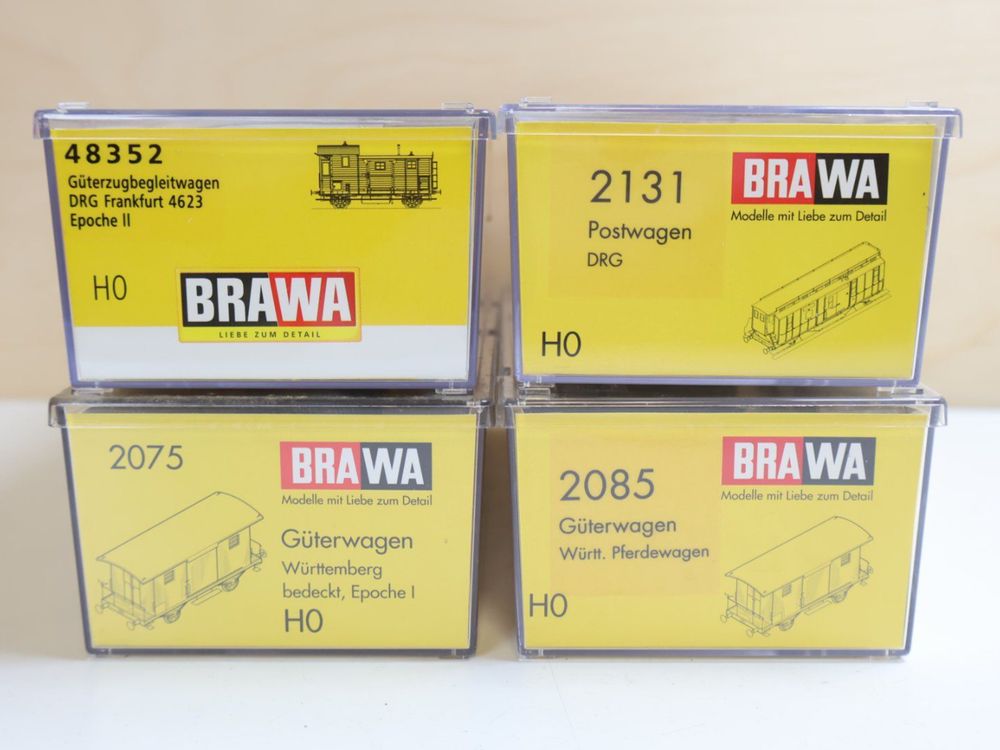 48352
Güterzugbegleitwagen
DRG Frankfurt 4623
Epoche II
H0
BRAWA
LIEBE ZUM DETAIL
2131
Postwagen
DRG
BRAWA
Modelle mit Liebe zum Detail
H0
2075
BRAWA
Modelle mit Liebe zum Detail
Güterwagen
Württemberg
bedeckt, Epoche I
H0
2085
Güterwagen
Württ. Pferdewagen
BRAWA
Modelle mit Liebe zum Detail
H0